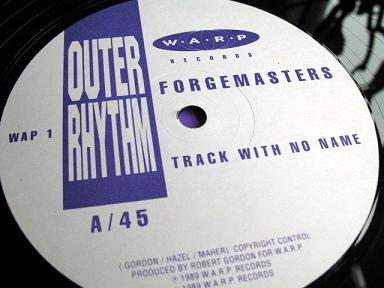 W·A·R·P
RECORDS
OUTER
RHYTHM
FORGEMASTERS
WAP 1
TRACK WITH NO NAME
A/45
(GORDON / HAZEL / MAHER) COPYRIGHT CONTROL
PRODUCED BY ROBERT GORDON FOR W.A.R.P.
℗ 1989 W.A.R.P RECORDS
1989 W.A.R.P RECORDS